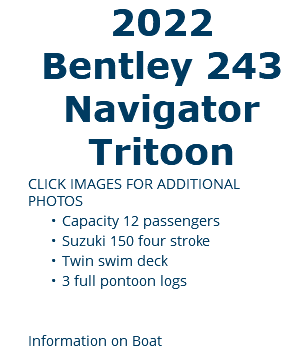 2022
Bentley 243
Navigator
Tritoon
CLICK IMAGES FOR ADDITIONAL
PHOTOS
• Capacity 12 passengers
• Suzuki 150 four stroke
• Twin swim deck
• 3 full pontoon logs
Information on Boat